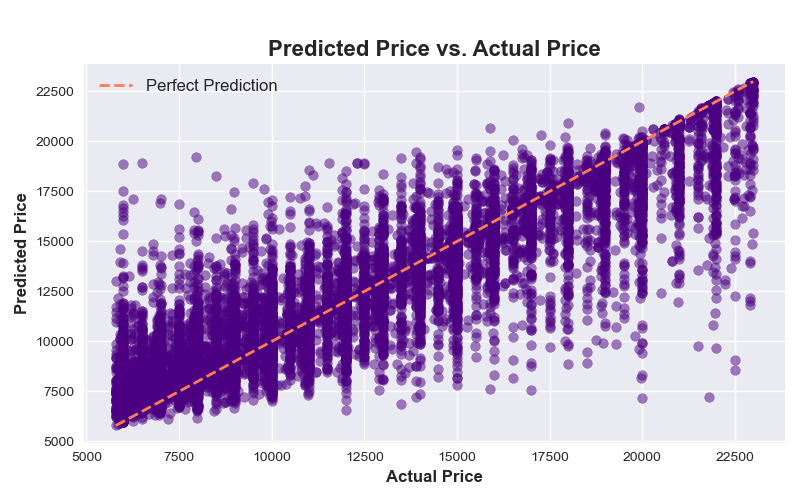 Predicted Price vs. Actual Price
Perfect Prediction
22500
20000
17500
15000
12500
10000
7500
5000
Predicted Price
5000 7500 10000 12500 15000 17500 20000 22500
Actual Price